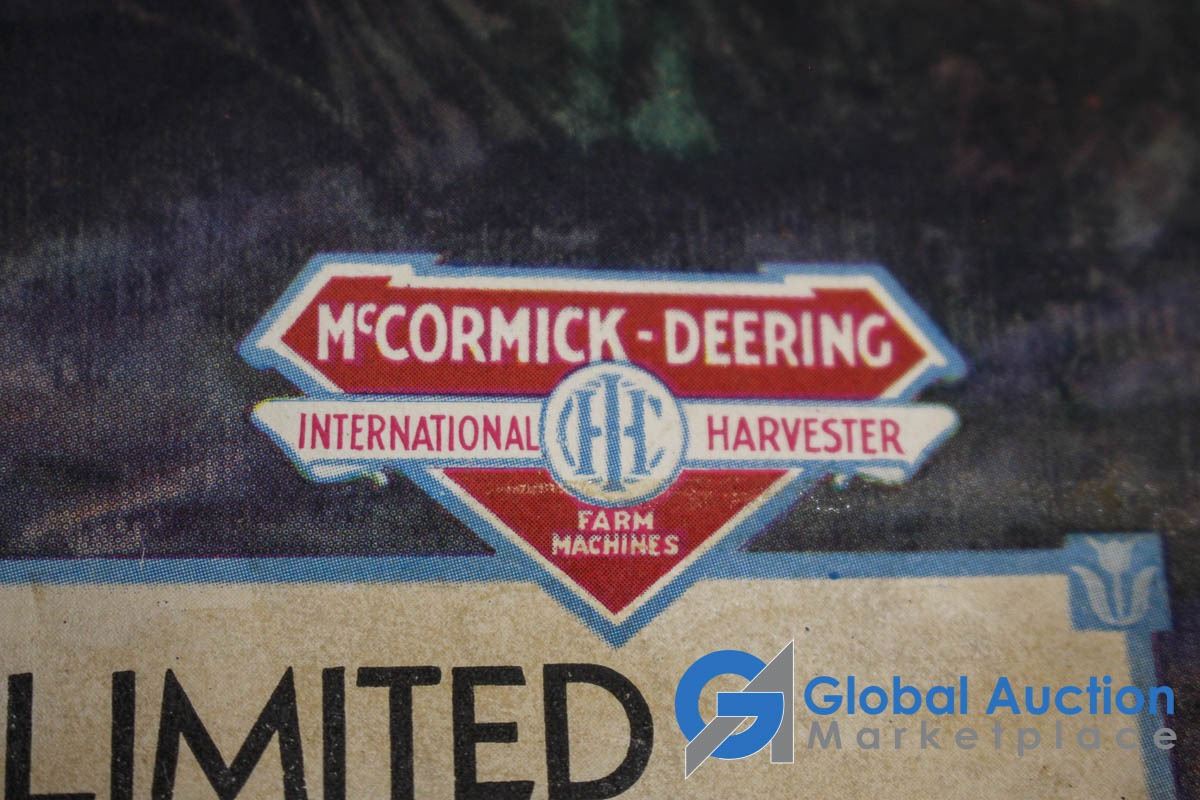 McCORMICK - DEERING
INTERNATIONAL IHC HARVESTER
FARM
MACHINES
LIMITED
Global Auction
Marketplace